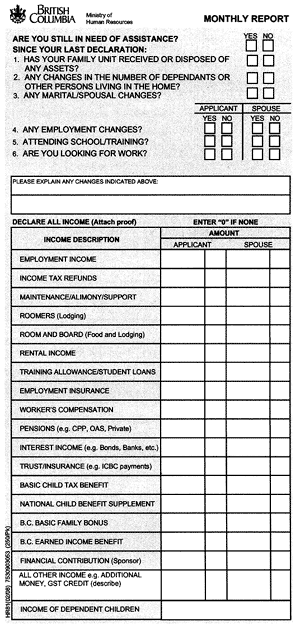 BRITISH
COLUMBIA
Ministry of
Human Resources
MONTHLY REPORT
YES NO
ARE YOU STILL IN NEED OF ASSISTANCE?
SINCE YOUR LAST DECLARATION:
1. HAS YOUR FAMILY UNIT RECEIVED OR DISPOSED OF
ANY ASSETS?
2. ANY CHANGES IN THE NUMBER OF DEPENDANTS OR
OTHER PERSONS LIVING IN THE HOME?
3. ANY MARITAL/SPOUSAL CHANGES?
APPLICANT SPOUSE
YES NO YES NO
4. ANY EMPLOYMENT CHANGES?
5. ATTENDING SCHOOL/TRAINING?
6. ARE YOU LOOKING FOR WORK?
PLEASE EXPLAIN ANY CHANGES INDICATED ABOVE:
DECLARE ALL INCOME (Attach proof) ENTER "0" IF NONE
INCOME DESCRIPTION
AMOUNT
APPLICANT SPOUSE
EMPLOYMENT INCOME
INCOME TAX REFUNDS
MAINTENANCE/ALIMONY/SUPPORT
ROOMERS (Lodging)
ROOM AND BOARD (Food and Lodging)
RENTAL INCOME
TRAINING ALLOWANCE/STUDENT LOANS
EMPLOYMENT INSURANCE
WORKER'S COMPENSATION
PENSIONS (e.g. CPP, OAS, Private)
INTEREST INCOME (e.g. Bonds, Banks, etc.)
TRUST/INSURANCE (e.g. ICBC payments)
BASIC CHILD TAX BENEFIT
NATIONAL CHILD BENEFIT SUPPLEMENT
B.C. BASIC FAMILY BONUS
B.C. EARNED INCOME BENEFIT
FINANCIAL CONTRIBUTION (Sponsor)
ALL OTHER INCOME e.g. ADDITIONAL
MONEY, GST CREDIT (describe)
INCOME OF DEPENDENT CHILDREN